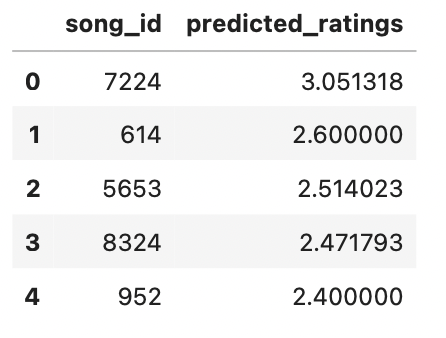 song_id predicted_ratings
0 7224 3.051318
1 614 2.600000
2 5653 2.514023
3 8324 2.471793
4 952 2.400000